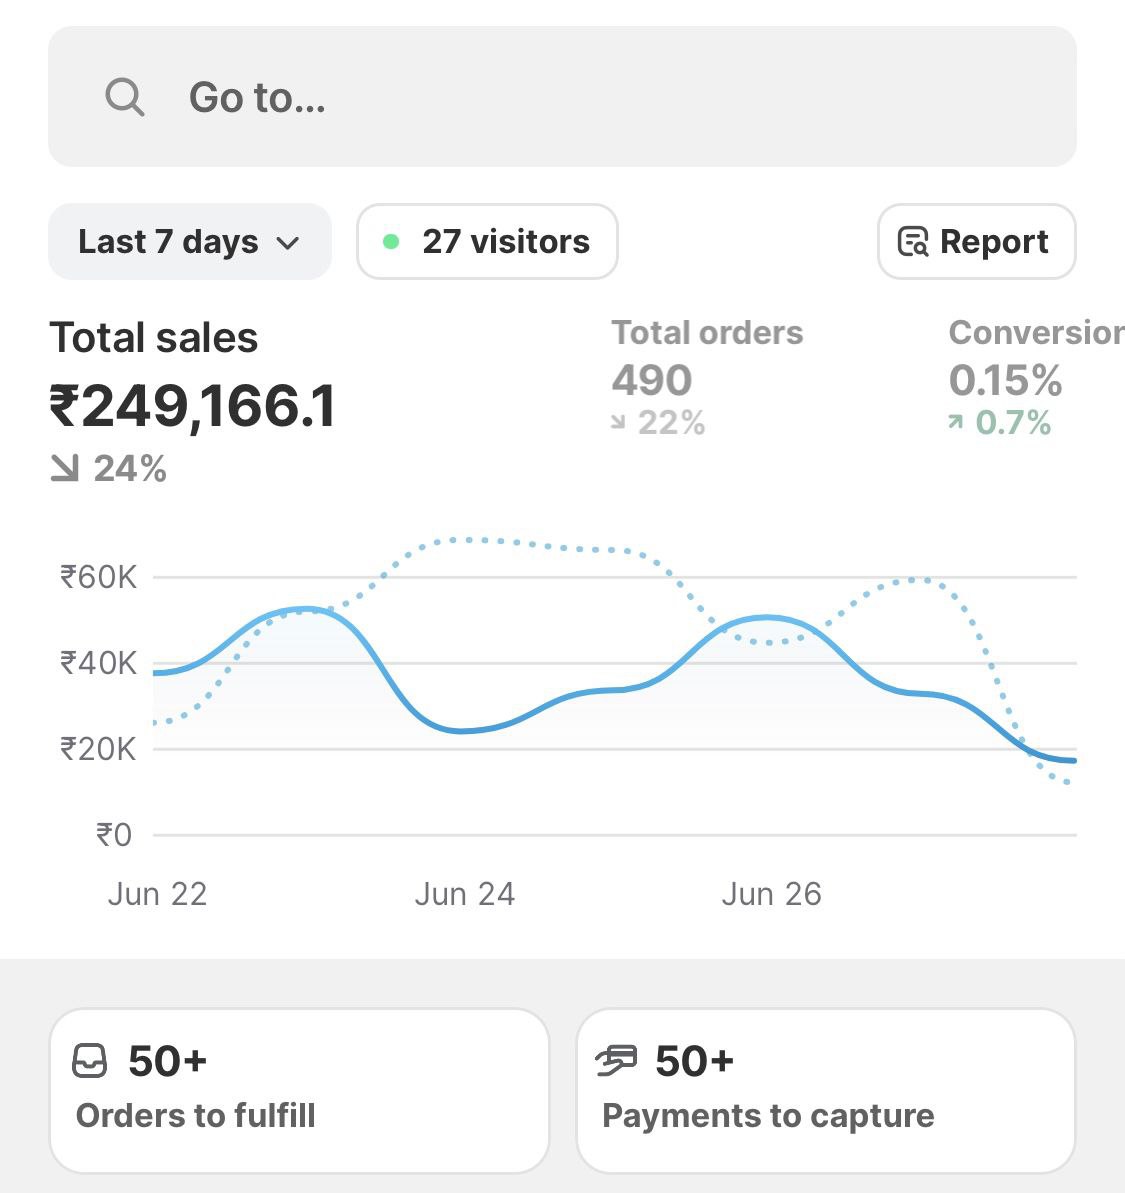 Go to...
Last 7 days
27 visitors
Report
Total sales
₹249,166.1
24%
Total orders
490
22%
Conversion
0.15%
0.7%
₹60K
₹40K
₹20K
₹0
Jun 22
Jun 24
Jun 26
50+
Orders to fulfill
50+
Payments to capture